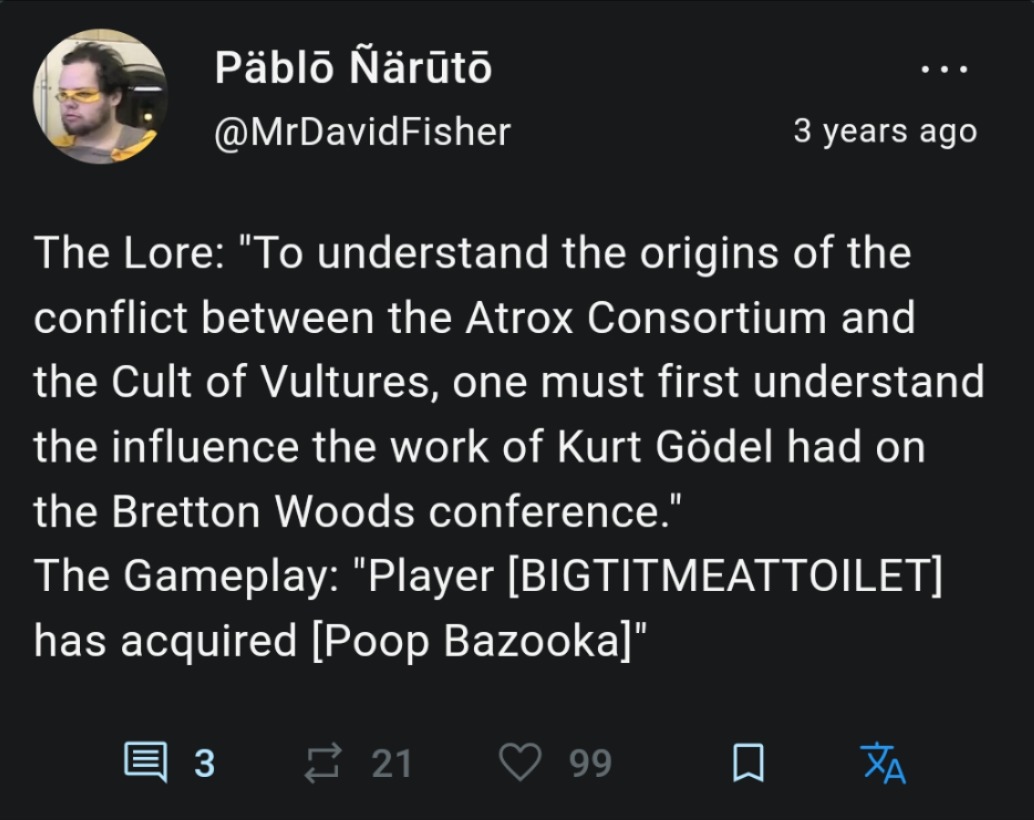 Päblō Ñärūtō
@MrDavidFisher
3 years ago
The Lore: "To understand the origins of the
conflict between the Atrox Consortium and
the Cult of Vultures, one must first understand
the influence the work of Kurt Gödel had on
the Bretton Woods conference."
The Gameplay: "Player [BIGTITMEATTOILET]
has acquired [Poop Bazooka]"
3 21 99